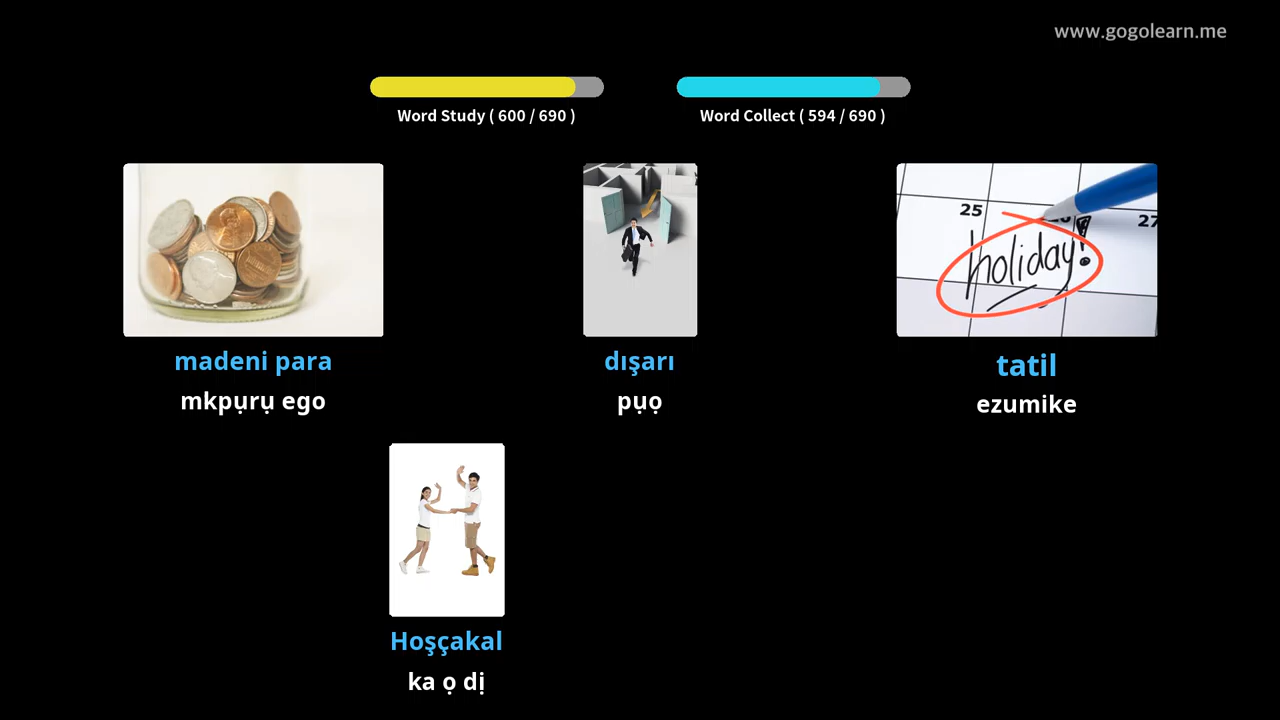 www.gogolearn.me
Word Study ( 600 / 690 )
Word Collect ( 594 / 690 )
25
27
holiday!
madeni para
mkpụrụ ego
dışarı
pụọ
tatil
ezumike
Hoşçakal
ka ọ dị